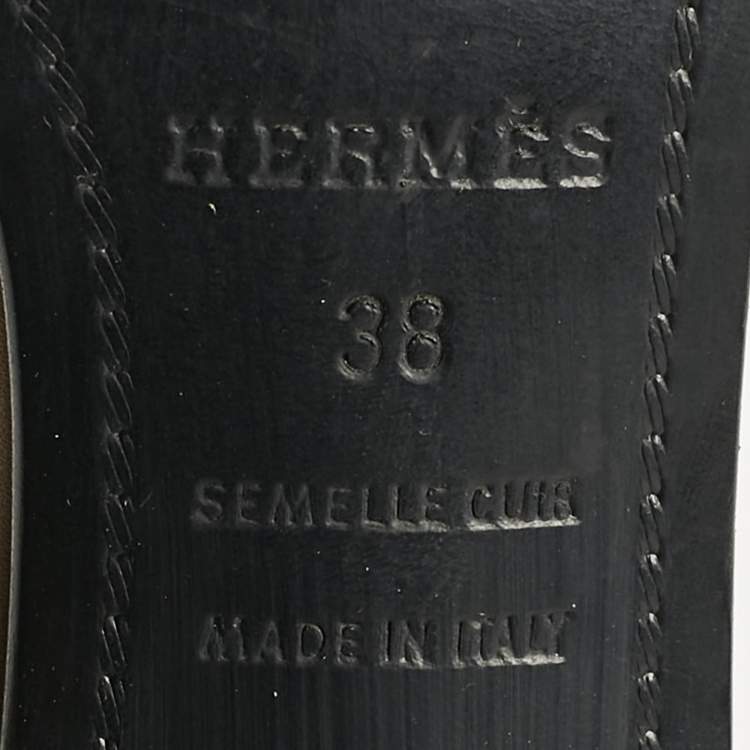 HERMÈS
38
SEMELLE CUIR
MADE IN ITALY